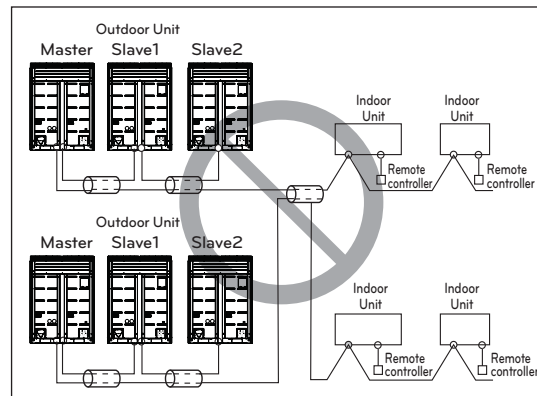 Outdoor Unit
Master Slave1 Slave2
Indoor Unit
Indoor Unit
Remote controller
Remote controller
Outdoor Unit
Master Slave1 Slave2
Indoor Unit
Indoor Unit
Remote controller
Remote controller